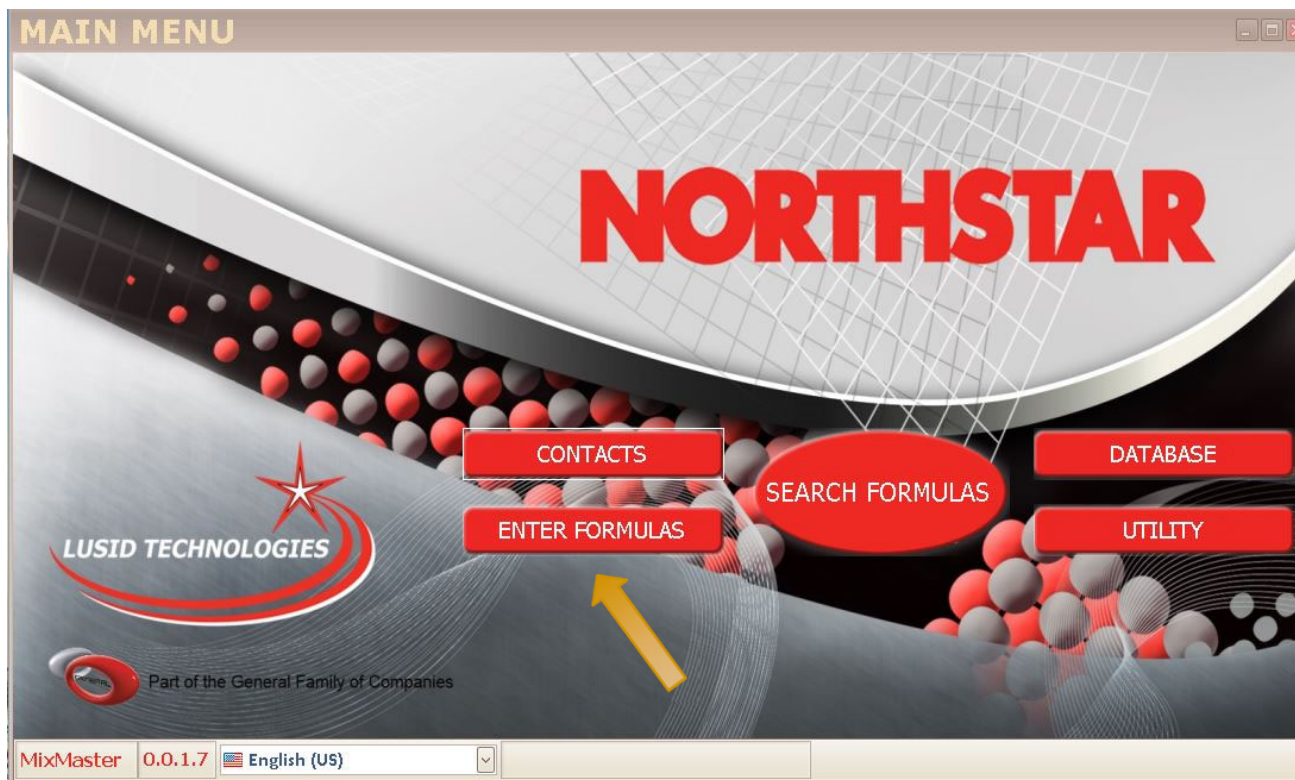 MAIN MENU
NORTHSTAR
CONTACTS
SEARCH FORMULAS
DATABASE
ENTER FORMULAS
UTILITY
LUSID TECHNOLOGIES
GENERAL
Part of the General Family of Companies
MixMaster 0.0.1.7 English (US)